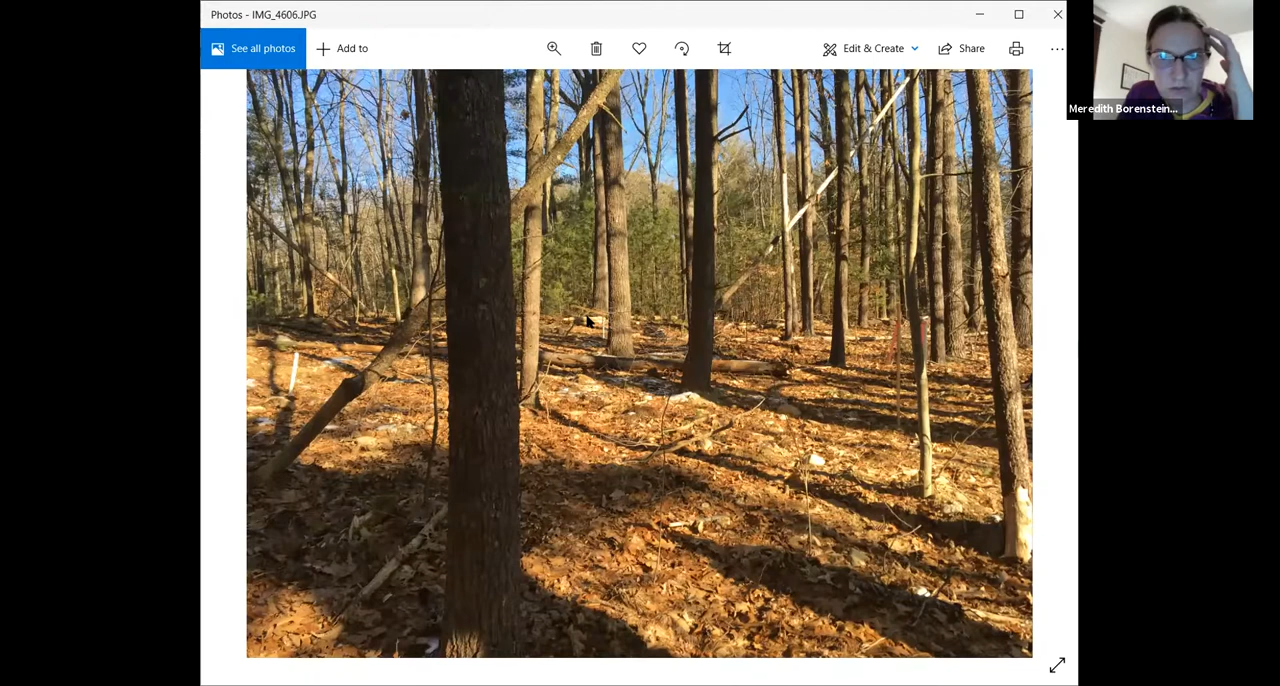 Photos - IMG_4606.JPG
See all photos
Add to
Edit & Create
Share
Meredith Borenstein...